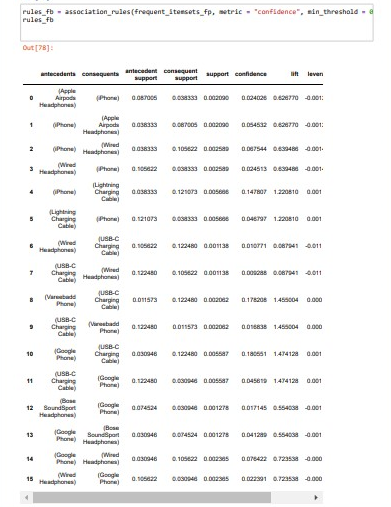 rules_fb = association_rules(frequent_itemsets_fp, metric = "confidence", min_threshold = 0
rules_fb
Out[78]:
antecedents consequents antecedent support consequent support support confidence lift lever
0 (Apple Airpods Headphones) (iPhone) 0.087005 0.038333 0.002090 0.024026 0.626770 -0.001
1 (iPhone) (Apple Airpods Headphones) 0.038333 0.087005 0.002090 0.054532 0.626770 -0.001
2 (iPhone) (Wired Headphones) 0.038333 0.105622 0.002589 0.067544 0.639486 -0.001
3 (Wired Headphones) (iPhone) 0.105622 0.038333 0.002589 0.024513 0.639486 -0.001
4 (iPhone) (Lightning Charging Cable) 0.038333 0.121073 0.005666 0.147807 1.220810 0.001
5 (Lightning Charging Cable) (iPhone) 0.121073 0.038333 0.005666 0.046797 1.220810 0.001
6 (Wired Headphones) (USB-C Charging Cable) 0.105622 0.122480 0.001138 0.010771 0.087941 -0.011
7 (USB-C Charging Cable) (Wired Headphones) 0.122480 0.105622 0.001138 0.009288 0.087941 -0.011
8 (Vareebadd Phone) (USB-C Charging Cable) 0.011573 0.122480 0.002062 0.178208 1.455004 0.000
9 (USB-C Charging Cable) (Vareebadd Phone) 0.122480 0.011573 0.002062 0.016838 1.455004 0.000
10 (Google Phone) (USB-C Charging Cable) 0.030946 0.122480 0.005587 0.180551 1.474128 0.001
11 (USB-C Charging Cable) (Google Phone) 0.122480 0.030946 0.005587 0.045619 1.474128 0.001
12 (Bose SoundSport Headphones) (Google Phone) 0.074524 0.030946 0.001278 0.017145 0.554038 -0.001
13 (Google Phone) (Bose SoundSport Headphones) 0.030946 0.074524 0.001278 0.041289 0.554038 -0.001
14 (Google Phone) (Wired Headphones) 0.030946 0.105622 0.002365 0.076422 0.723538 -0.000
15 (Wired Headphones) (Google Phone) 0.105622 0.030946 0.002365 0.022391 0.723538 -0.000